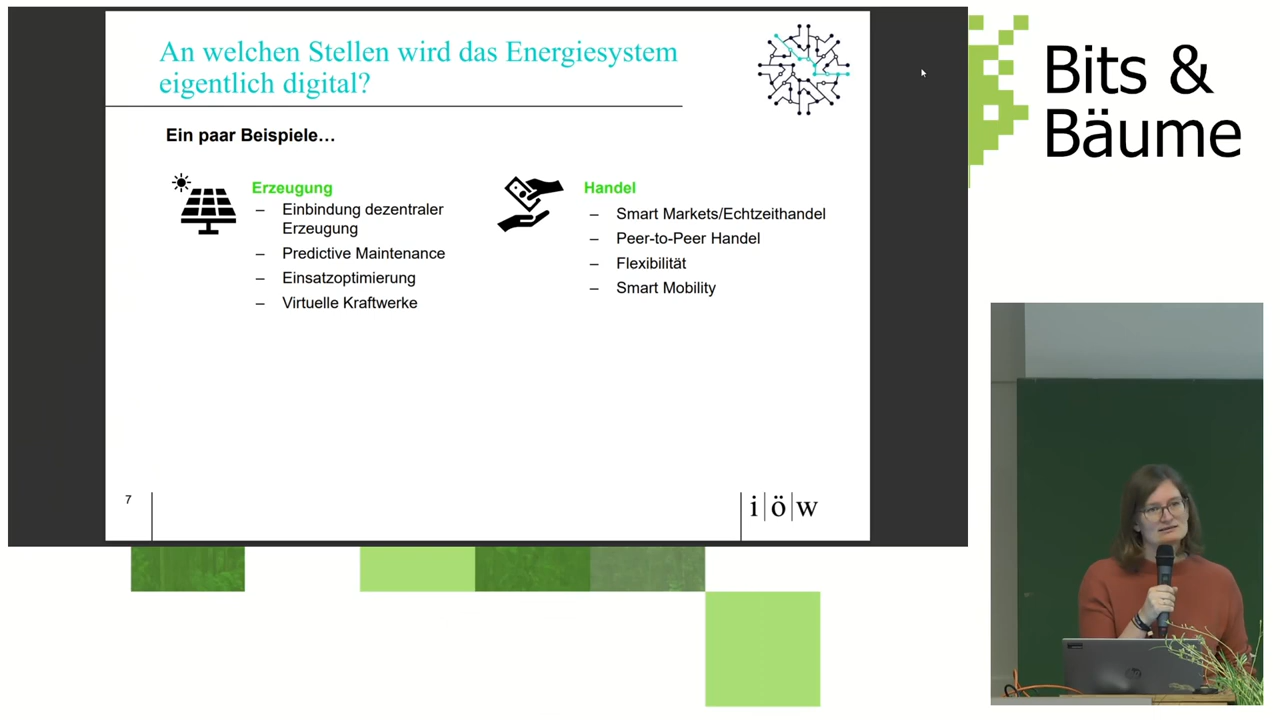 An welchen Stellen wird das Energiesystem
eigentlich digital?
Ein paar Beispiele…
Erzeugung
– Einbindung dezentraler
Erzeugung
– Predictive Maintenance
– Einsatzoptimierung
– Virtuelle Kraftwerke
Handel
– Smart Markets/Echtzeithandel
– Peer-to-Peer Handel
– Flexibilität
– Smart Mobility
7
i|ö|w
Bits &
Bäume